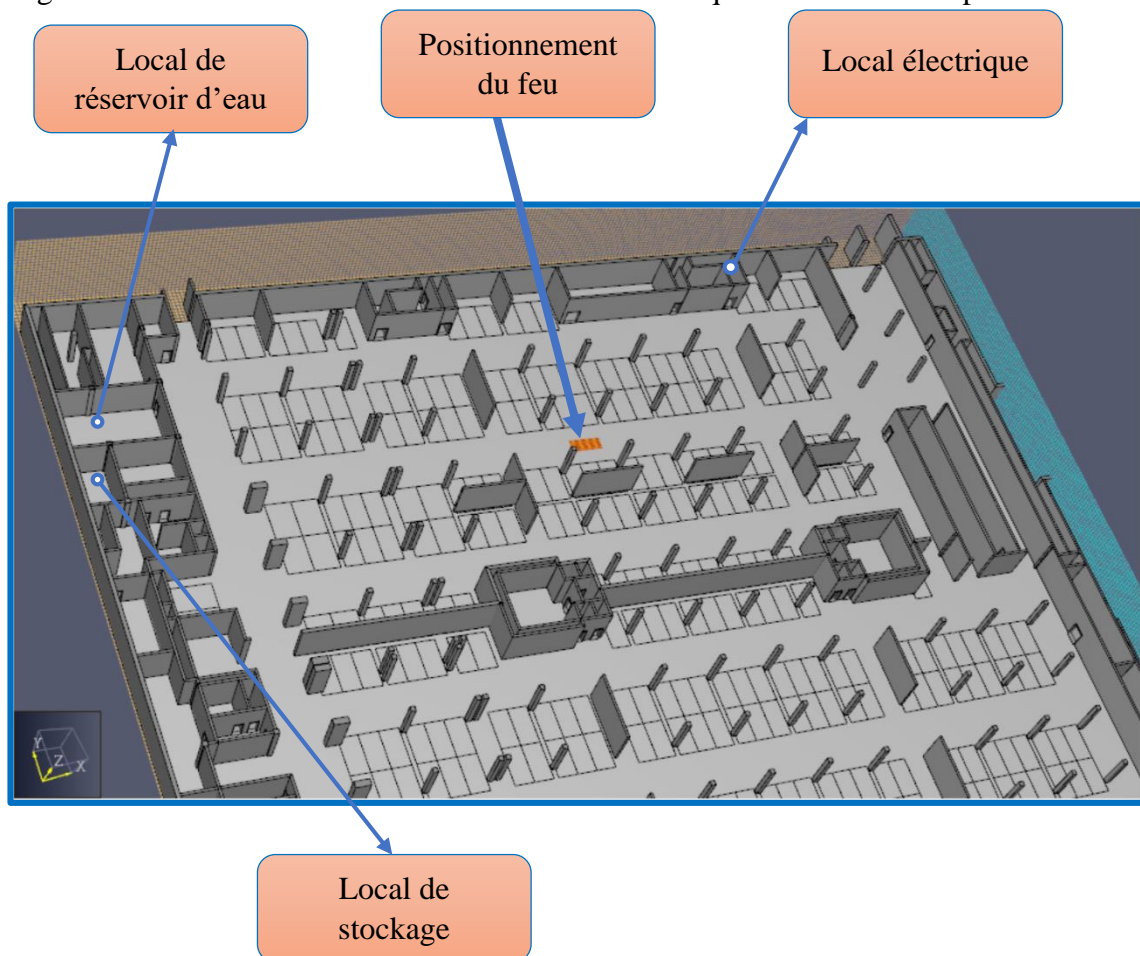 Local de
réservoir d’eau
Positionnement
du feu
Local électrique
Y
Z
X
Local de
stockage